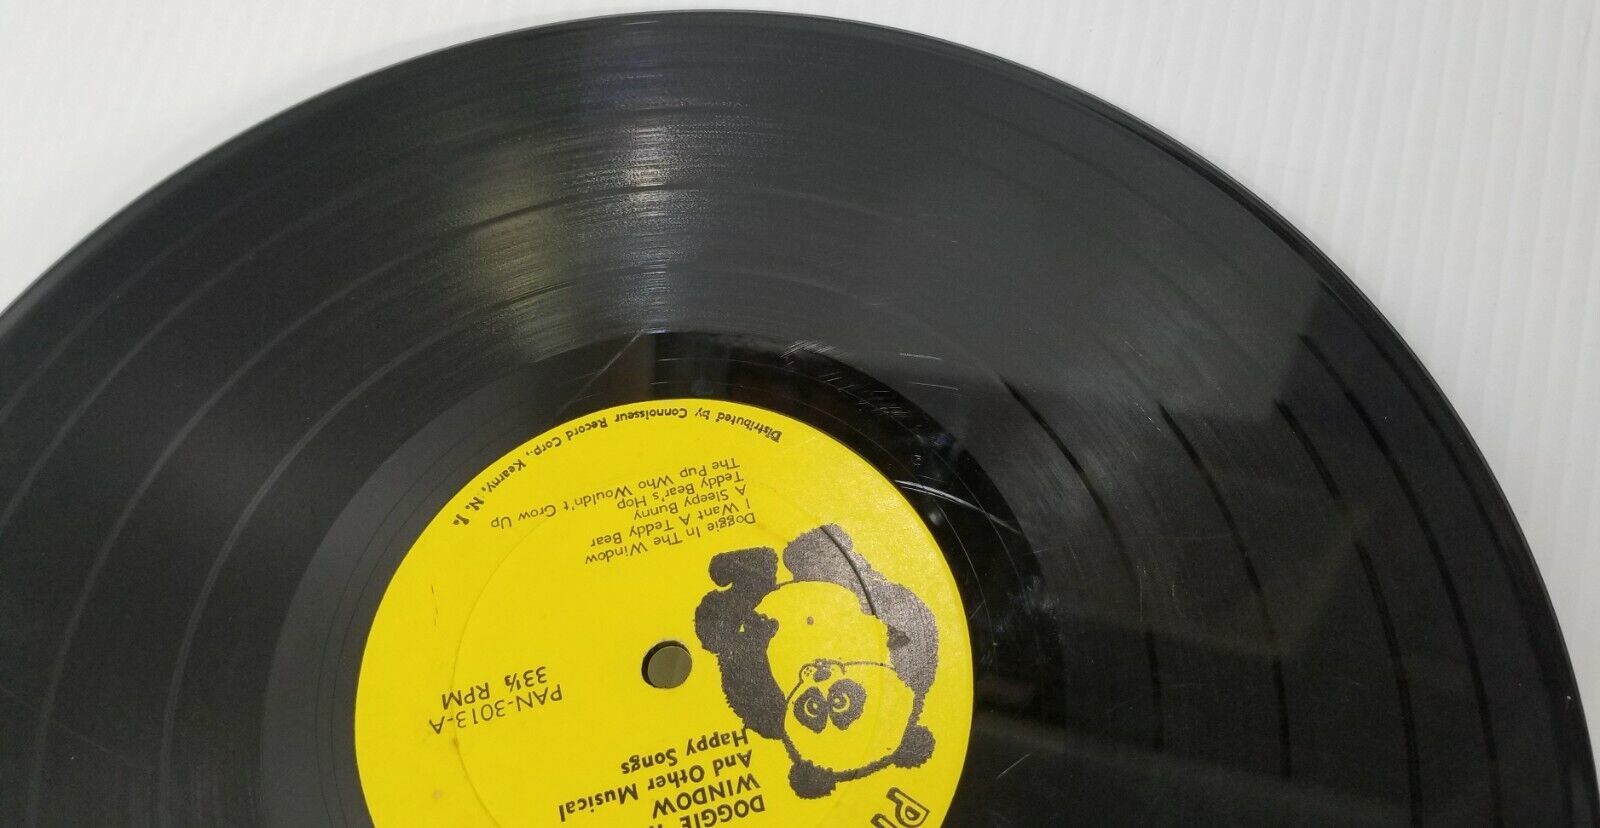 DOGGIE
WINDOW
And Other Musical
Happy Songs
PAN-3013-A
33⅓ RPM
Doggie In The Window
I Want A Teddy Bear
A Sleepy Bunny
Teddy Bear's Hop
The Pup Who Wouldn't Grow Up
Distributed by Connoisseur Record Corp., Kearny, N. J.